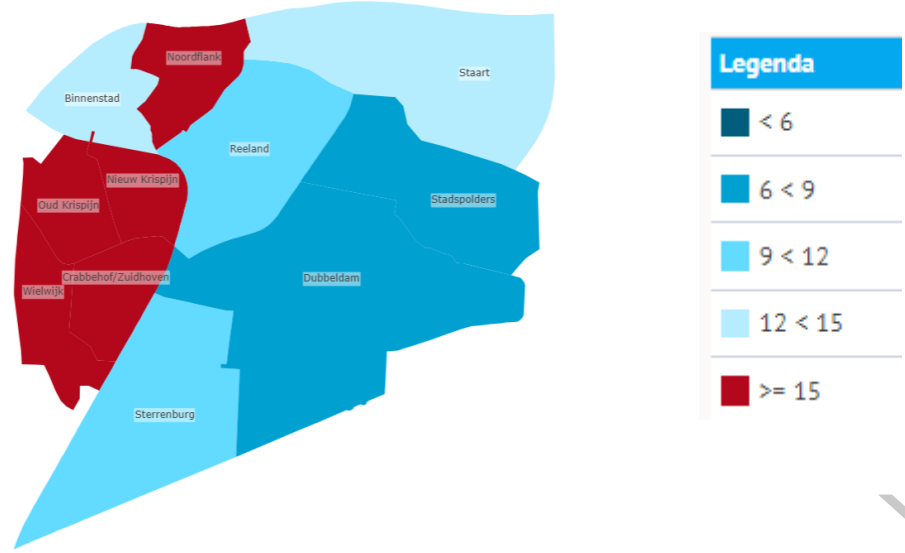 Noordflank
Staart
Binnenstad
Reeland
Nieuw Krispijn
Oud Krispijn
Stadspolders
Crabbehof/Zuidhoven
Dubbeldam
Wielwijk
Sterrenburg
Legenda
< 6
6 < 9
9 < 12
12 < 15
>= 15